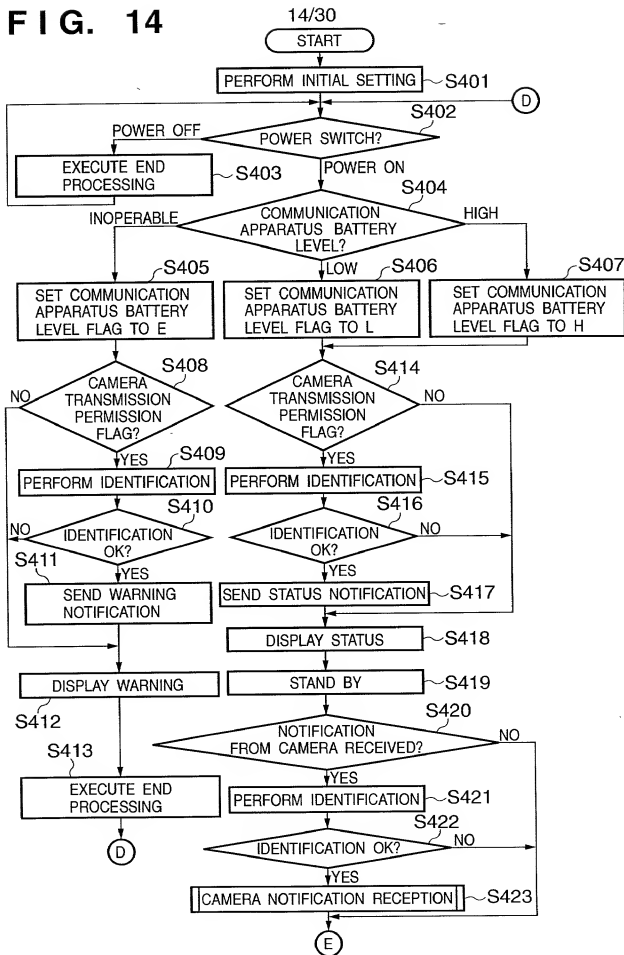 FIG. 14
14/30
START
PERFORM INITIAL SETTING
S401
D
S402
POWER OFF
POWER SWITCH?
EXECUTE END
PROCESSING
S403
POWER ON
S404
INOPERABLE
COMMUNICATION
APPARATUS BATTERY
LEVEL?
HIGH
S405
LOW
S406
S407
SET COMMUNICATION
APPARATUS BATTERY
LEVEL FLAG TO E
SET COMMUNICATION
APPARATUS BATTERY
LEVEL FLAG TO L
SET COMMUNICATION
APPARATUS BATTERY
LEVEL FLAG TO H
S408
NO
CAMERA
TRANSMISSION
PERMISSION
FLAG?
S414
CAMERA
TRANSMISSION
PERMISSION
FLAG?
NO
YES
S409
PERFORM IDENTIFICATION
YES
PERFORM IDENTIFICATION
S415
S410
NO
IDENTIFICATION
OK?
S416
IDENTIFICATION
OK?
NO
S411
YES
SEND WARNING
NOTIFICATION
YES
SEND STATUS NOTIFICATION
S417
DISPLAY STATUS
S418
DISPLAY WARNING
S412
STAND BY
S419
S420
NOTIFICATION
FROM CAMERA RECEIVED?
NO
S413
EXECUTE END
PROCESSING
D
YES
PERFORM IDENTIFICATION
S421
S422
IDENTIFICATION OK?
NO
YES
CAMERA NOTIFICATION RECEPTION
S423
E